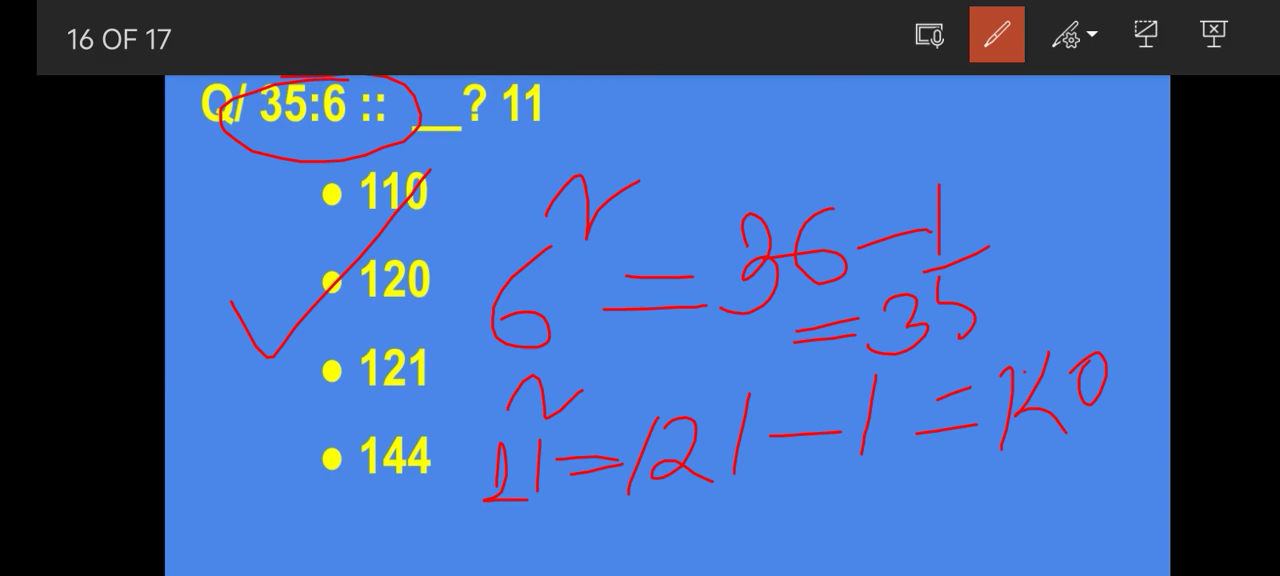 16 OF 17
Q/ 35:6 :: __? 11
• 110
• 120
• 121
• 144
6² = 36 - 1
= 35
11² = 121 - 1 = 120